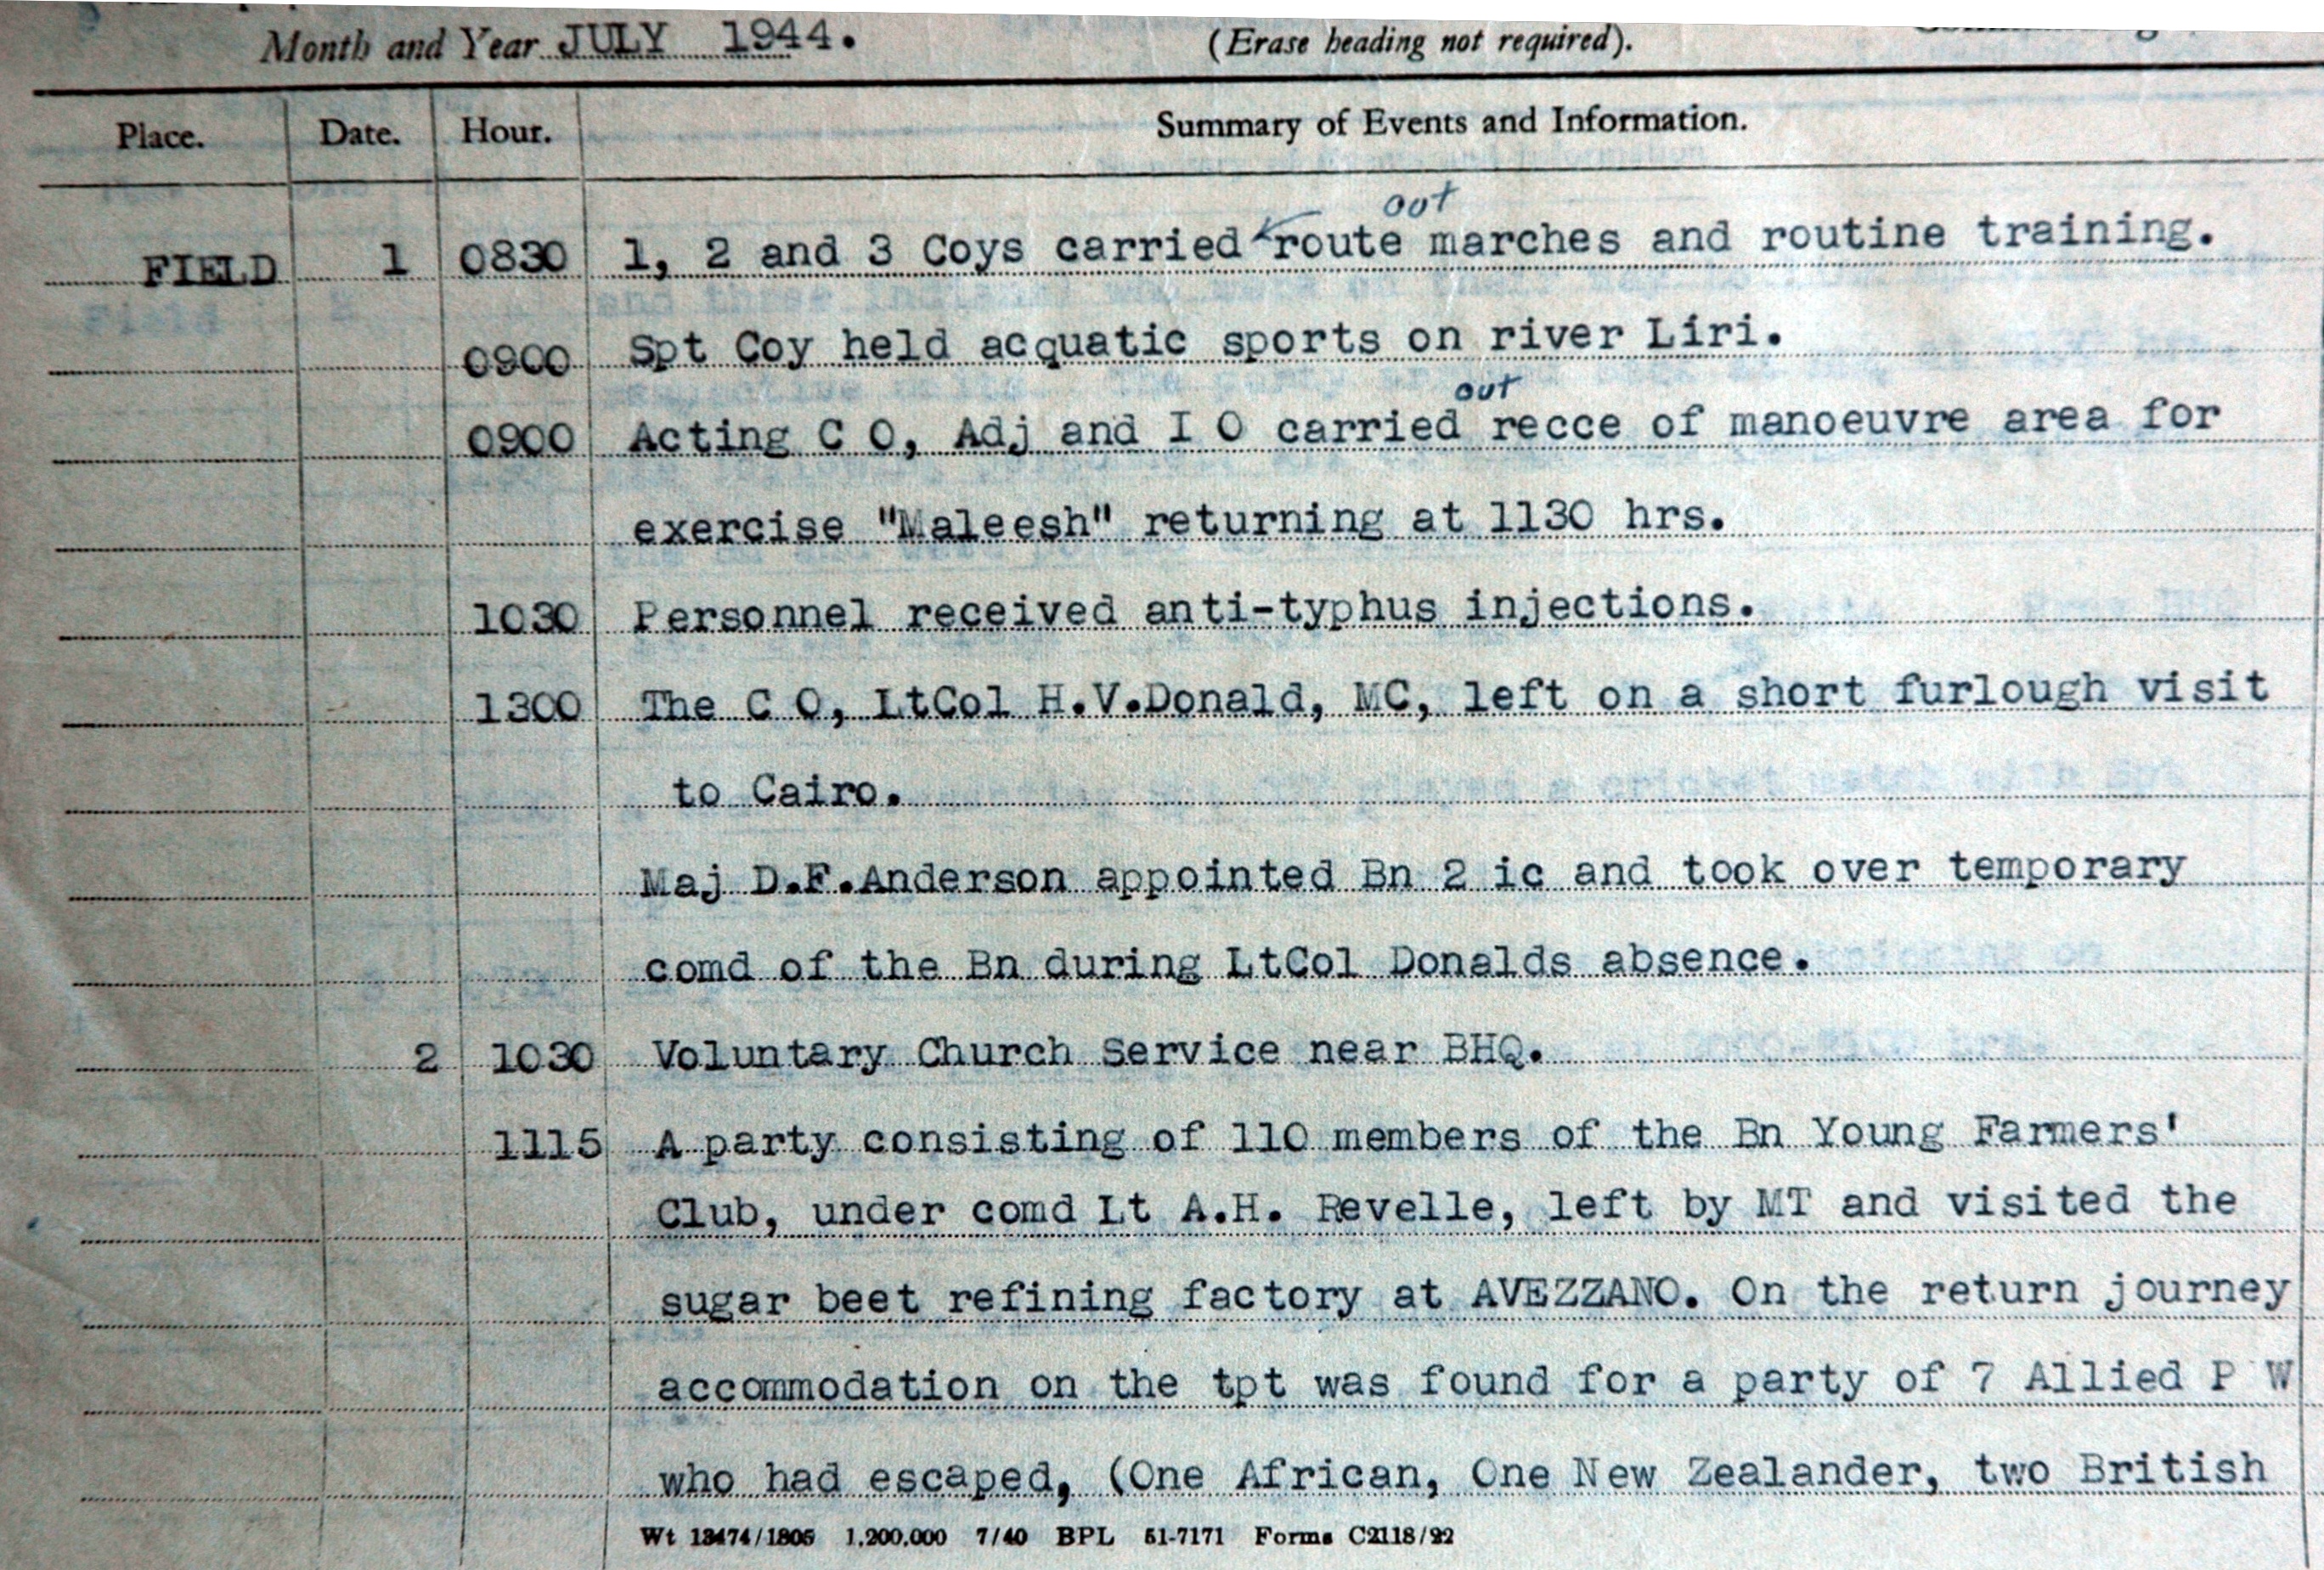 Month and Year JULY 1944.
(Erase heading not required).
Place. Date. Hour. Summary of Events and Information.
out
FIELD 1 0830 1, 2 and 3 Coys carried route marches and routine training.
0900 Spt Coy held acquatic sports on river Liri.
out
0900 Acting C O, Adj and I O carried recce of manoeuvre area for
exercise "Maleesh" returning at 1130 hrs.
1030 Personnel received anti-typhus injections.
1300 The C O, LtCol H.V.Donald, MC, left on a short furlough visit
to Cairo.
Maj D.F.Anderson appointed Bn 2 ic and took over temporary
comd of the Bn during LtCol Donalds absence.
2 1030 Voluntary Church Service near BHQ.
1115 A party consisting of 110 members of the Bn Young Farmers'
Club, under comd Lt A.H. Revelle, left by MT and visited the
sugar beet refining factory at AVEZZANO. On the return journey
accommodation on the tpt was found for a party of 7 Allied P W
who had escaped, (One African, One New Zealander, two British
Wt 13474/1805 1,200,000 7/40 BPL 51-7171 Forms C2118/22